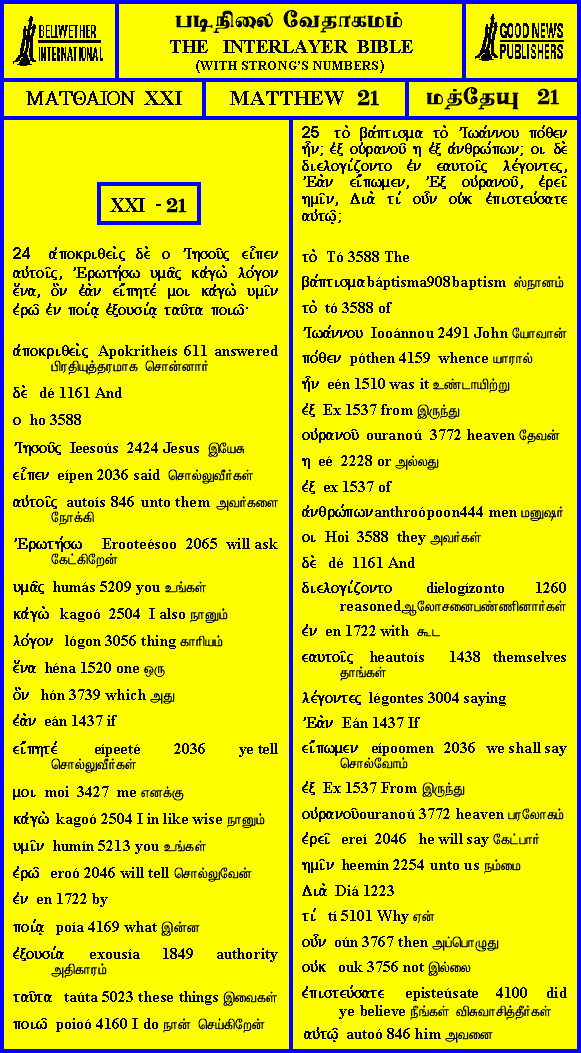 BELLWETHER
INTERNATIONAL
படிநிலை வேதாகமம்
THE INTERLAYER BIBLE
(WITH STRONG'S NUMBERS)
GOOD NEWS
PUBLISHERS
ΜΑΤΘΑΙΟΝ XXI
MATTHEW 21
மத்தேயு 21
XXI - 21
24 ἀποκριθεὶς δὲ ο Ἰησοῦς εἶπεν
αὐτοῖς, Ἐρωτήσω υμᾶς κἀγὼ λόγον
ἕνα, ὃν ἐὰν εἴπητέ μοι κἀγὼ υμῖν
ἐρῶ ἐν ποίᾳ ἐξουσίᾳ ταῦτα ποιῶ·
ἀποκριθεὶς Apokritheís 611 answered
பிரதியுத்தரமாக சொன்னார்
δὲ dé 1161 And
ο ho 3588
Ἰησοῦς Ieesoús 2424 Jesus இயேசு
εἶπεν eípen 2036 said சொல்லுவீர்கள்
αὐτοῖς autoís 846 unto them அவர்களை
நோக்கி
Ἐρωτήσω Erooteésoo 2065 will ask
கேட்கிறேன்
υμᾶς humás 5209 you உங்கள்
κἀγὼ kagoó 2504 I also நானும்
λόγον lógon 3056 thing காரியம்
ἕνα héna 1520 one ஒரு
ὃν hón 3739 which அது
ἐὰν eán 1437 if
εἴπητέ eípeeté 2036 ye tell
சொல்லுவீர்கள்
μοι moi 3427 me எனக்கு
κἀγὼ kagoó 2504 I in like wise நானும்
υμῖν humín 5213 you உங்கள்
ἐρῶ eroó 2046 will tell சொல்லுவேன்
ἐν en 1722 by
ποίᾳ poía 4169 what இன்ன
ἐξουσίᾳ exousía 1849 authority
அதிகாரம்
ταῦτα taúta 5023 these things இவைகள்
ποιῶ poioó 4160 I do நான் செய்கிறேன்
25 τὸ βάπτισμα τὸ Ἰωάννου πόθεν
ἦν; ἐξ οὐρανοῦ η ἐξ ἀνθρώπων; οι δὲ
διελογίζοντο ἐν εαυτοῖς λέγοντες,
Ἐὰν εἴπωμεν, Ἐξ οὐρανοῦ, ἐρεῖ
ημῖν, Διὰ τί οὖν οὐκ ἐπιστεύσατε
αὐτῷ;
τὸ Tó 3588 The
βάπτισμα báptisma908 baptism ஸ்நானம்
τὸ tó 3588 of
Ἰωάννου Iooánnou 2491 John யோவான்
πόθεν póthen 4159 whence யாரால்
ἦν eén 1510 was it உண்டாயிற்று
ἐξ Ex 1537 from இருந்து
οὐρανοῦ ouranoú 3772 heaven தேவன்
η eé 2228 or அல்லது
ἐξ ex 1537 of
ἀνθρώπων anthroópoon444 men மனுஷர்
οι Hoi 3588 they அவர்கள்
δὲ dé 1161 And
διελογίζοντο dielogízonto 1260
reasonedஆலோசனைபண்ணினார்கள்
ἐν en 1722 with கூட
εαυτοῖς heautoís 1438 themselves
தாங்கள்
λέγοντες légontes 3004 saying
Ἐὰν Eán 1437 If
εἴπωμεν eípoomen 2036 we shall say
சொல்வோம்
ἐξ Ex 1537 From இருந்து
οὐρανοῦ ouranoú 3772 heaven பரலோகம்
ἐρεῖ ereí 2046 he will say கேட்பார்
ημῖν heemín 2254 unto us நம்மை
Διὰ Diá 1223
τί tí 5101 Why ஏன்
οὖν oún 3767 then அப்பொழுது
οὐκ ouk 3756 not இல்லை
ἐπιστεύσατε episteúsate 4100 did
ye believe நீங்கள் விசுவாசித்தீர்கள்
αὐτῷ autoó 846 him அவனை